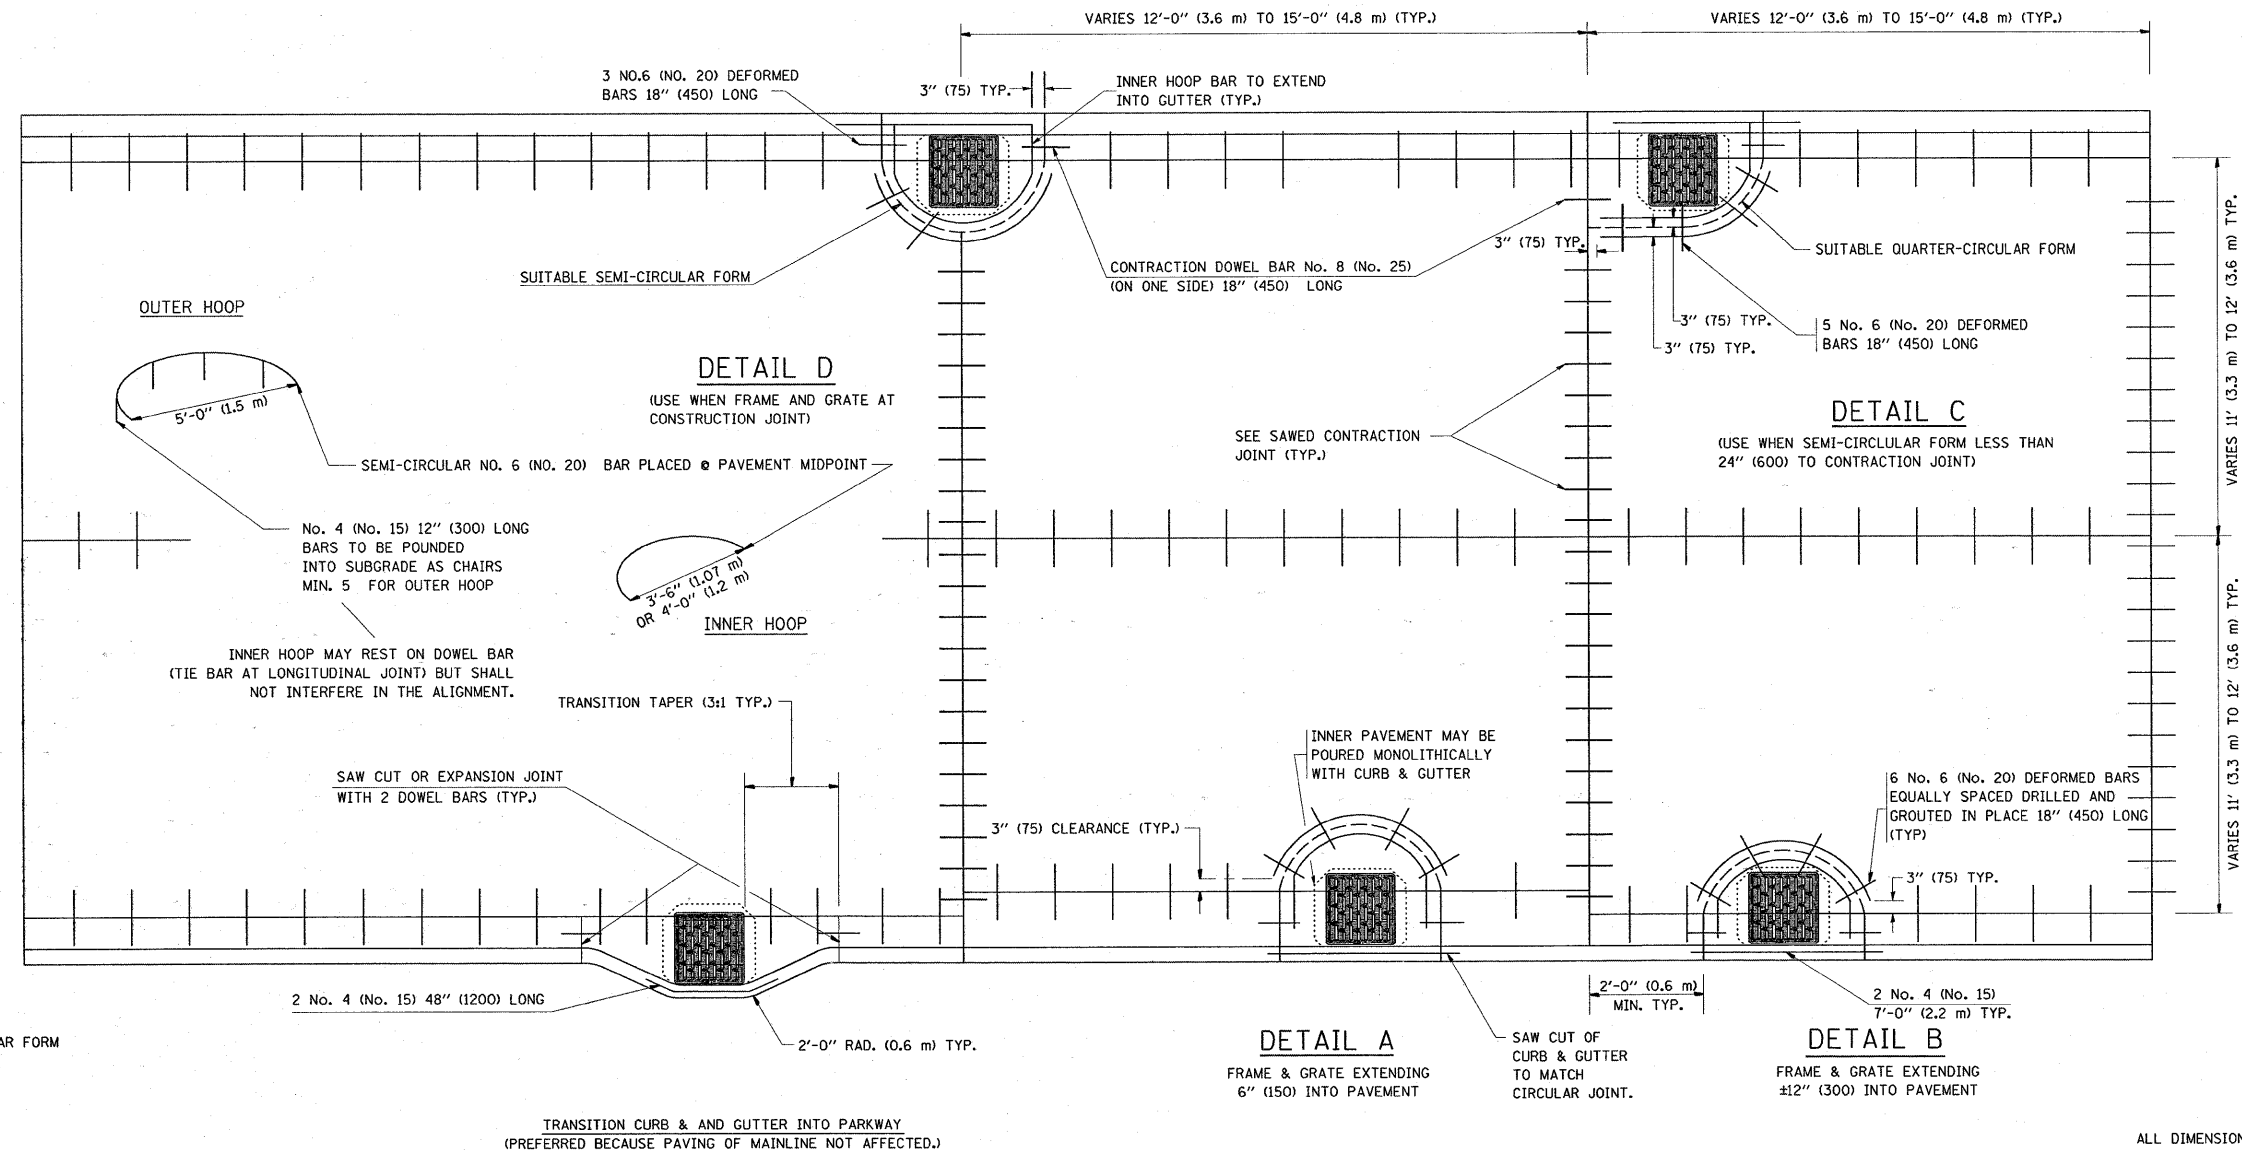 VARIES 12'-0" (3.6 m) TO 15'-0" (4.8 m) (TYP.)
VARIES 12'-0" (3.6 m) TO 15'-0" (4.8 m) (TYP.)
3 NO.6 (NO. 20) DEFORMED
BARS 18" (450) LONG
3" (75) TYP.
INNER HOOP BAR TO EXTEND
INTO GUTTER (TYP.)
SUITABLE SEMI-CIRCULAR FORM
CONTRACTION DOWEL BAR No. 8 (No. 25)
(ON ONE SIDE) 18" (450) LONG
3" (75) TYP.
SUITABLE QUARTER-CIRCULAR FORM
3" (75) TYP.
3" (75) TYP.
5 No. 6 (No. 20) DEFORMED
BARS 18" (450) LONG
VARIES 11' (3.3 m) TO 12' (3.6 m) TYP.
OUTER HOOP
5'-0" (1.5 m)
DETAIL D
(USE WHEN FRAME AND GRATE AT
CONSTRUCTION JOINT)
SEE SAWED CONTRACTION
JOINT (TYP.)
DETAIL C
(USE WHEN SEMI-CIRCLULAR FORM LESS THAN
24" (600) TO CONTRACTION JOINT)
SEMI-CIRCULAR NO. 6 (NO. 20) BAR PLACED @ PAVEMENT MIDPOINT
No. 4 (No. 15) 12" (300) LONG
BARS TO BE POUNDED
INTO SUBGRADE AS CHAIRS
MIN. 5 FOR OUTER HOOP
3'-6" (1.07 m)
OR 4'-0" (1.2 m)
INNER HOOP
INNER HOOP MAY REST ON DOWEL BAR
(TIE BAR AT LONGITUDINAL JOINT) BUT SHALL
NOT INTERFERE IN THE ALIGNMENT.
VARIES 11' (3.3 m) TO 12' (3.6 m) TYP.
TRANSITION TAPER (3:1 TYP.)
SAW CUT OR EXPANSION JOINT
WITH 2 DOWEL BARS (TYP.)
INNER PAVEMENT MAY BE
POURED MONOLITHICALLY
WITH CURB & GUTTER
3" (75) CLEARANCE (TYP.)
6 No. 6 (No. 20) DEFORMED BARS
EQUALLY SPACED DRILLED AND
GROUTED IN PLACE 18" (450) LONG
(TYP)
3" (75) TYP.
2 No. 4 (No. 15) 48" (1200) LONG
2'-0" RAD. (0.6 m) TYP.
2'-0" (0.6 m)
MIN. TYP.
2 No. 4 (No. 15)
7'-0" (2.2 m) TYP.
AR FORM
DETAIL A
FRAME & GRATE EXTENDING
6" (150) INTO PAVEMENT
SAW CUT OF
CURB & GUTTER
TO MATCH
CIRCULAR JOINT.
DETAIL B
FRAME & GRATE EXTENDING
±12" (300) INTO PAVEMENT
TRANSITION CURB & AND GUTTER INTO PARKWAY
(PREFERRED BECAUSE PAVING OF MAINLINE NOT AFFECTED.)
ALL DIMENSION